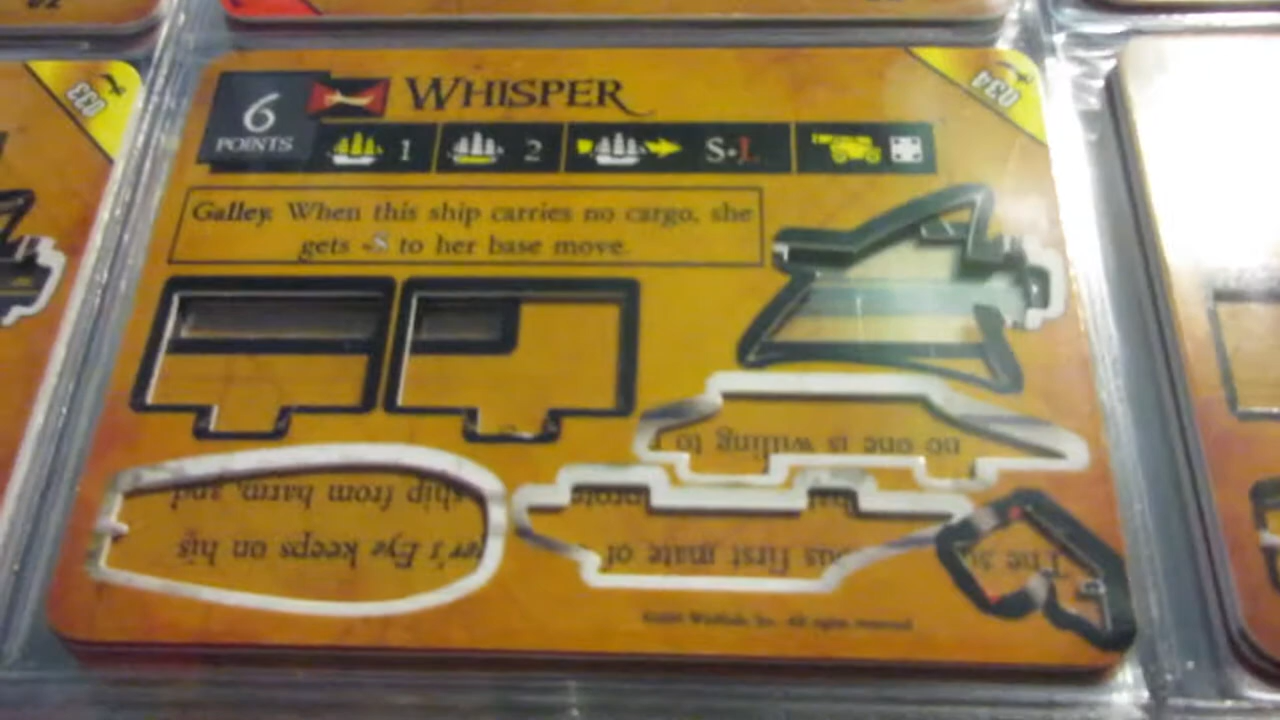 033
034
6
POINTS
WHISPER
1
2
S+L
Galley. When this ship carries no cargo, she
gets -S to her base move.
no one is willing to
ship from harm, and
er's Eye keeps on his
ous first mate of
The